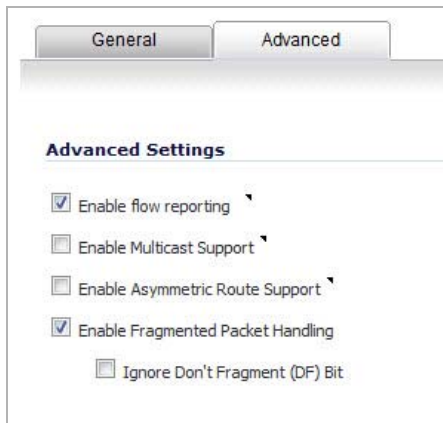 General Advanced
Advanced Settings
Enable flow reporting
Enable Multicast Support
Enable Asymmetric Route Support
Enable Fragmented Packet Handling
Ignore Don't Fragment (DF) Bit